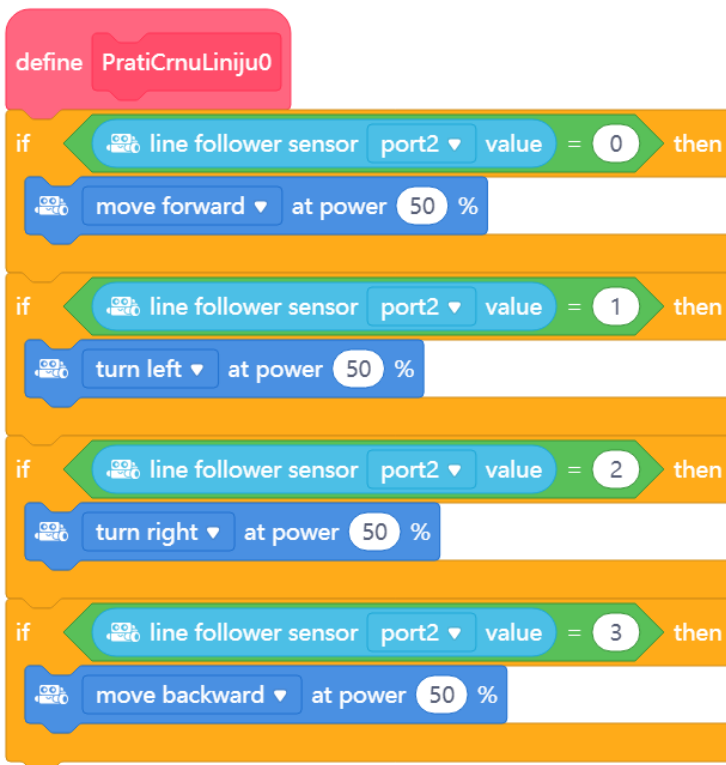 define PratiCrnuLiniju0
if line follower sensor port2 value = 0 then
move forward at power 50 %
if line follower sensor port2 value = 1 then
turn left at power 50 %
if line follower sensor port2 value = 2 then
turn right at power 50 %
if line follower sensor port2 value = 3 then
move backward at power 50 %